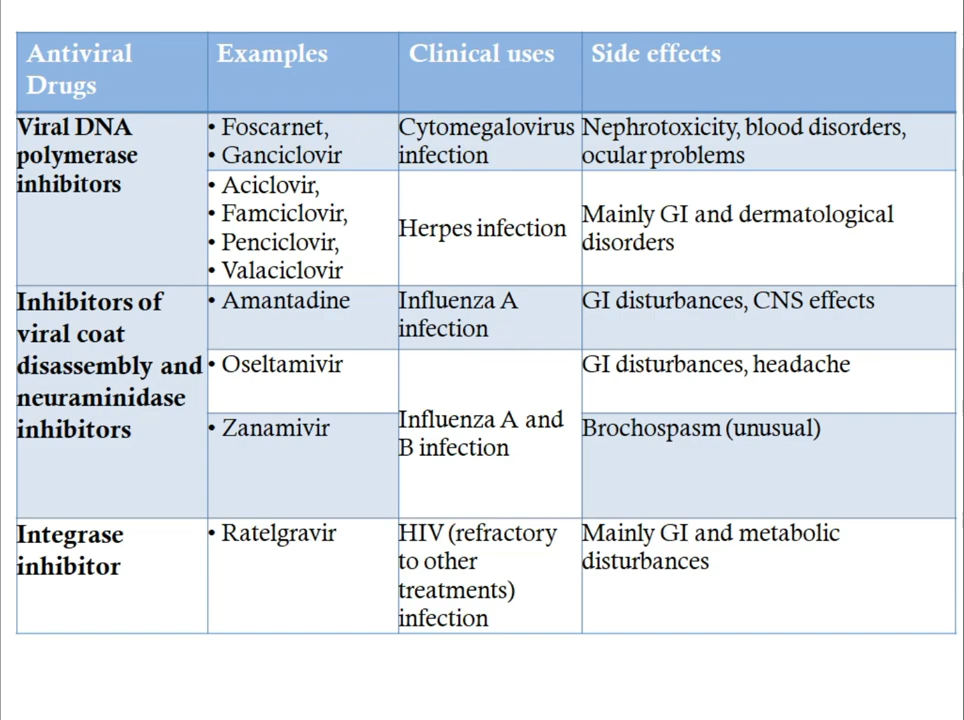 Antiviral
Drugs
Examples
Clinical uses
Side effects
Viral DNA
polymerase
inhibitors
• Foscarnet,
• Ganciclovir
Cytomegalovirus
infection
Nephrotoxicity, blood disorders,
ocular problems
• Aciclovir,
• Famciclovir,
• Penciclovir,
• Valaciclovir
Herpes infection
Mainly GI and dermatological
disorders
Inhibitors of
viral coat
disassembly and
neuraminidase
inhibitors
• Amantadine
Influenza A
infection
GI disturbances, CNS effects
• Oseltamivir
Influenza A and
B infection
GI disturbances, headache
• Zanamivir
Brochospasm (unusual)
Integrase
inhibitor
• Ratelgravir
HIV (refractory
to other
treatments)
infection
Mainly GI and metabolic
disturbances